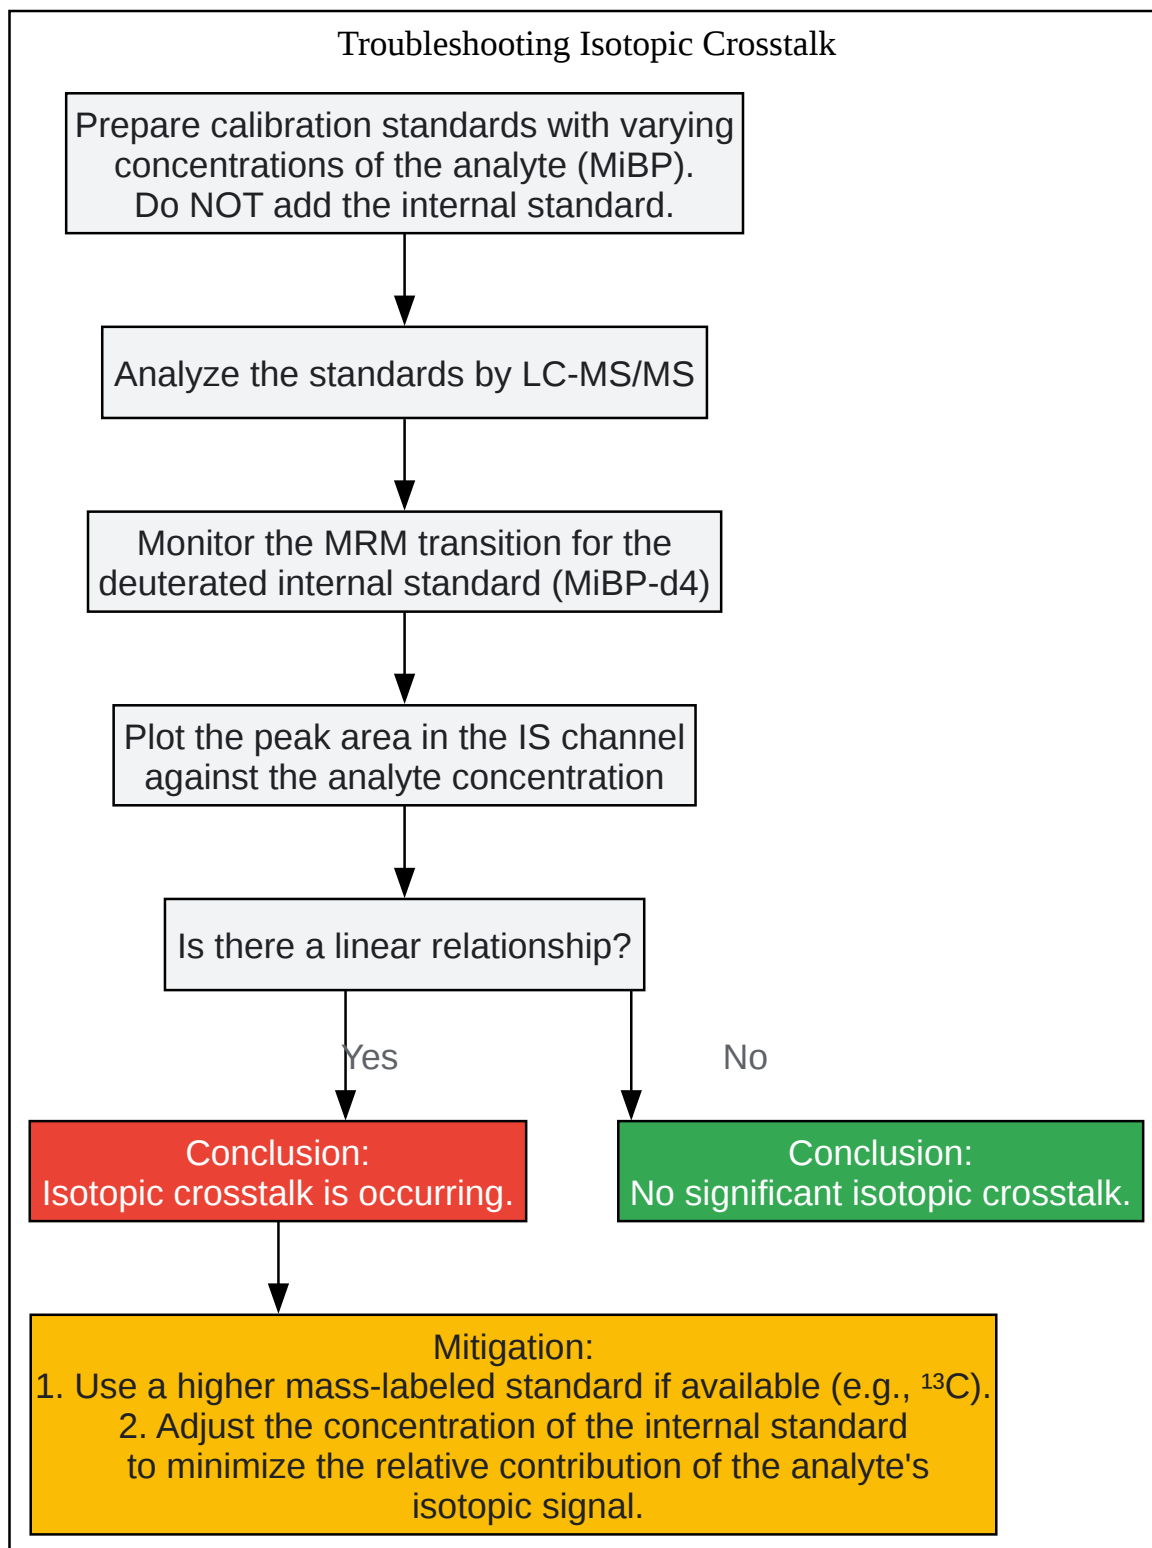 Troubleshooting Isotopic Crosstalk
Prepare calibration standards with varying
concentrations of the analyte (MiBP).
Do NOT add the internal standard.
Analyze the standards by LC-MS/MS
Monitor the MRM transition for the
deuterated internal standard (MiBP-d4)
Plot the peak area in the IS channel
against the analyte concentration
Is there a linear relationship?
Yes
No
Conclusion:
Isotopic crosstalk is occurring.
Conclusion:
No significant isotopic crosstalk.
Mitigation:
1. Use a higher mass-labeled standard if available (e.g., ¹³C).
2. Adjust the concentration of the internal standard
to minimize the relative contribution of the analyte's
isotopic signal.